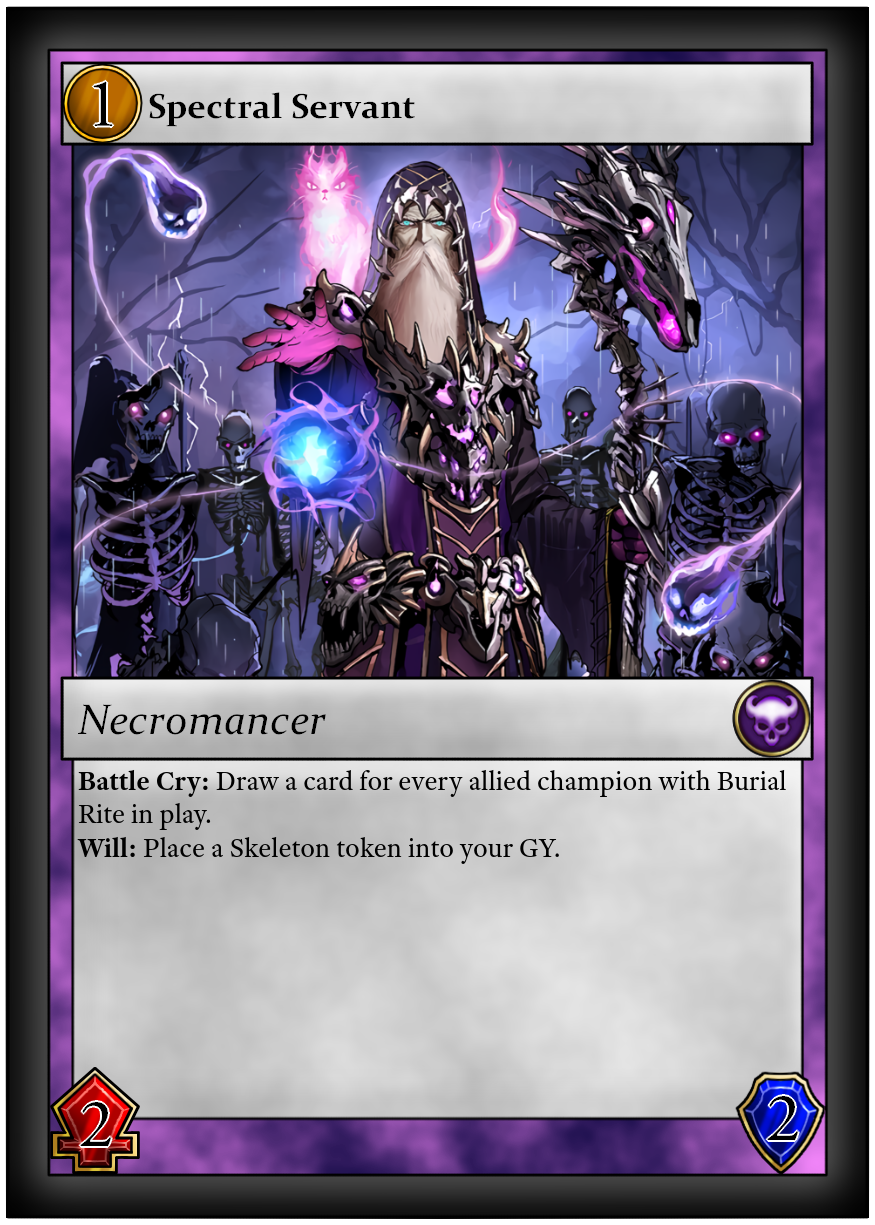 1
Spectral Servant
Necromancer
Battle Cry: Draw a card for every allied champion with Burial
Rite in play.
Will: Place a Skeleton token into your GY.
2
2